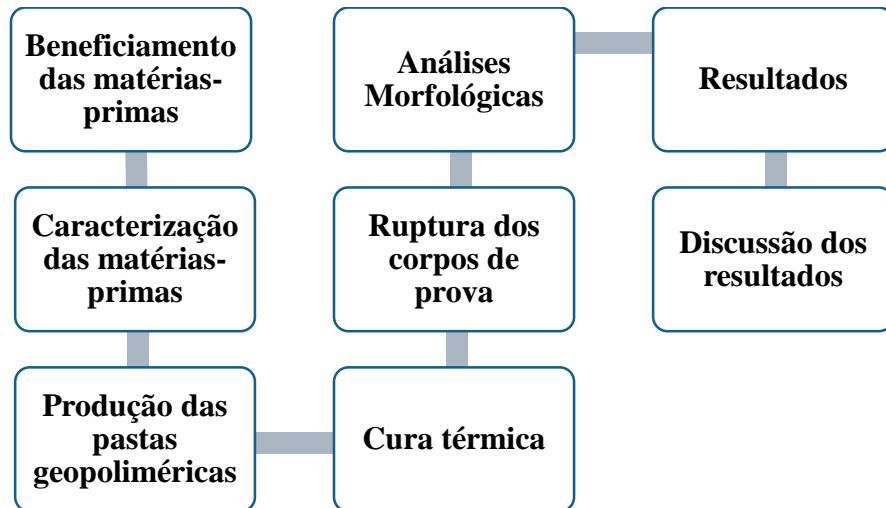 Beneficiamento
das matérias-
primas
Caracterização
das matérias-
primas
Produção das
pastas
geopoliméricas
Cura térmica
Ruptura dos
corpos de
prova
Análises
Morfológicas
Resultados
Discussão dos
resultados